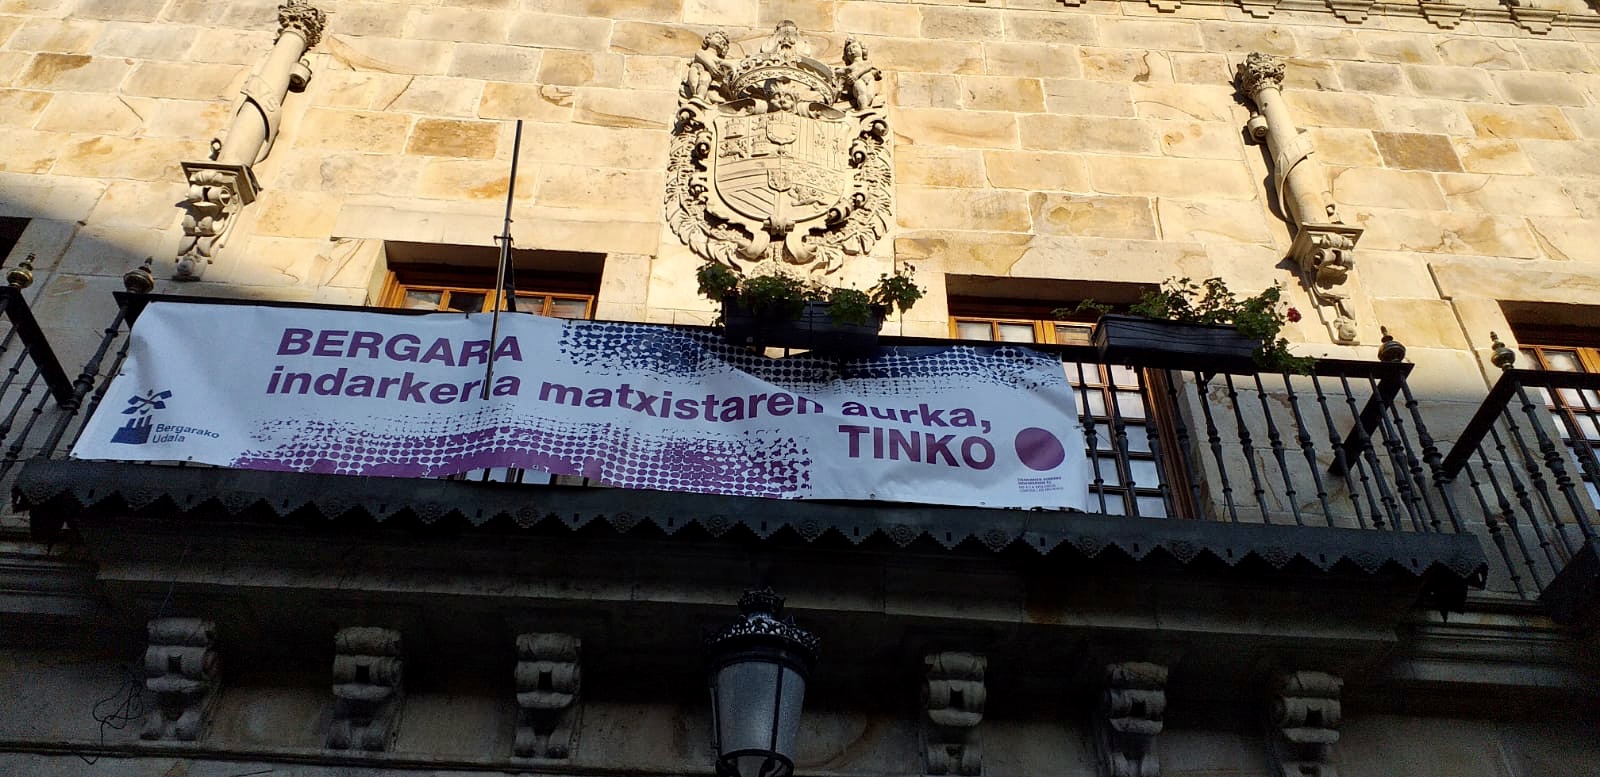 BERGARA
indarkeria matxistaren aurka,
TINKO
Bergarako
Udala